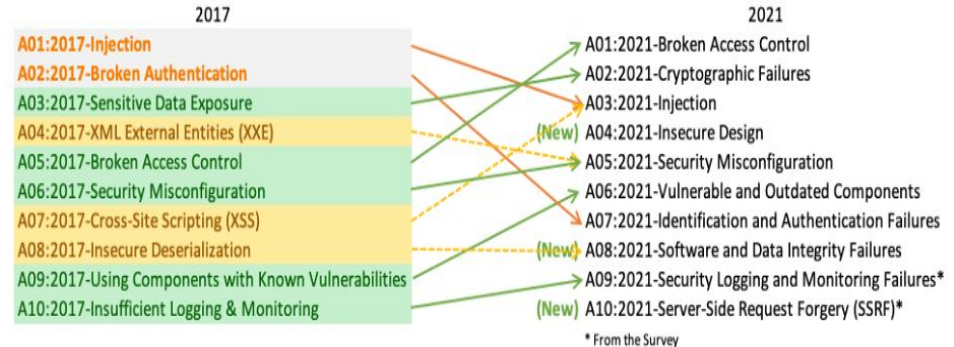 2017
A01:2017-Injection
A02:2017-Broken Authentication
A03:2017-Sensitive Data Exposure
A04:2017-XML External Entities (XXE)
A05:2017-Broken Access Control
A06:2017-Security Misconfiguration
A07:2017-Cross-Site Scripting (XSS)
A08:2017-Insecure Deserialization
A09:2017-Using Components with Known Vulnerabilities
A10:2017-Insufficient Logging & Monitoring
2021
A01:2021-Broken Access Control
A02:2021-Cryptographic Failures
A03:2021-Injection
(New) A04:2021-Insecure Design
A05:2021-Security Misconfiguration
A06:2021-Vulnerable and Outdated Components
A07:2021-Identification and Authentication Failures
(New) A08:2021-Software and Data Integrity Failures
A09:2021-Security Logging and Monitoring Failures*
(New) A10:2021-Server-Side Request Forgery (SSRF)*
* From the Survey